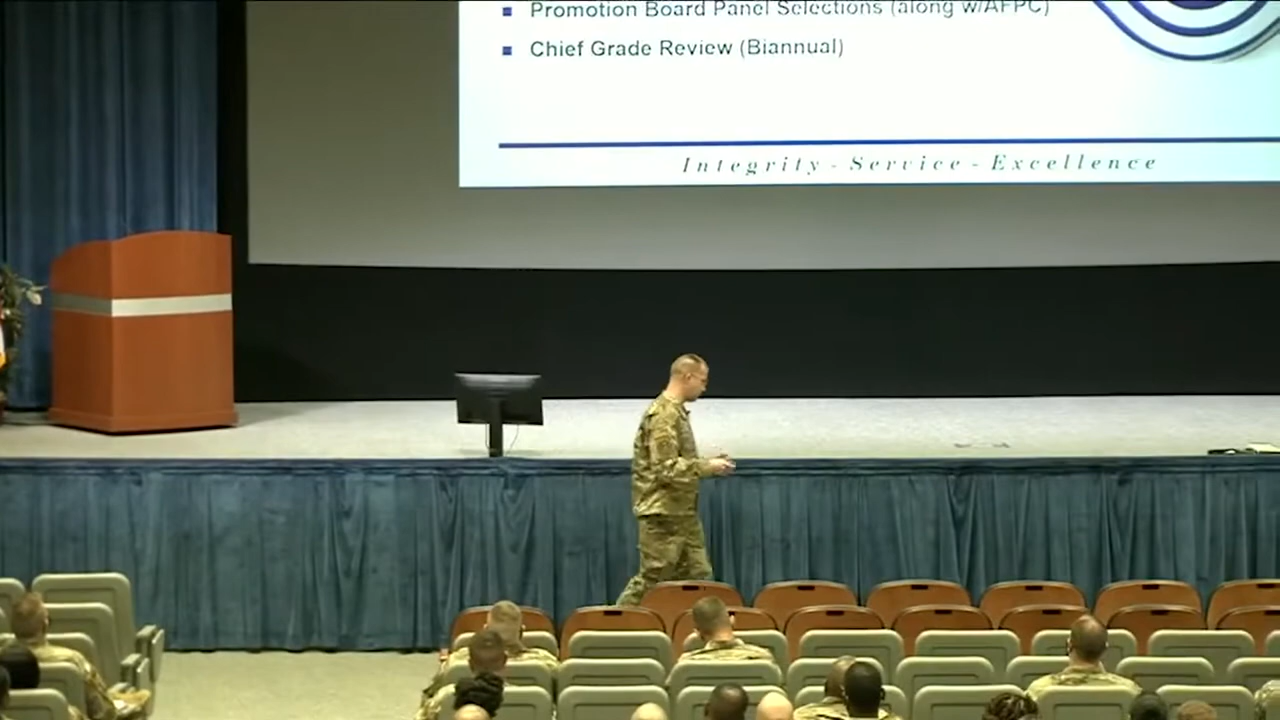 Promotion Board Panel Selections (along w/AFPC)
Chief Grade Review (Biannual)
Integrity - Service - Excellence